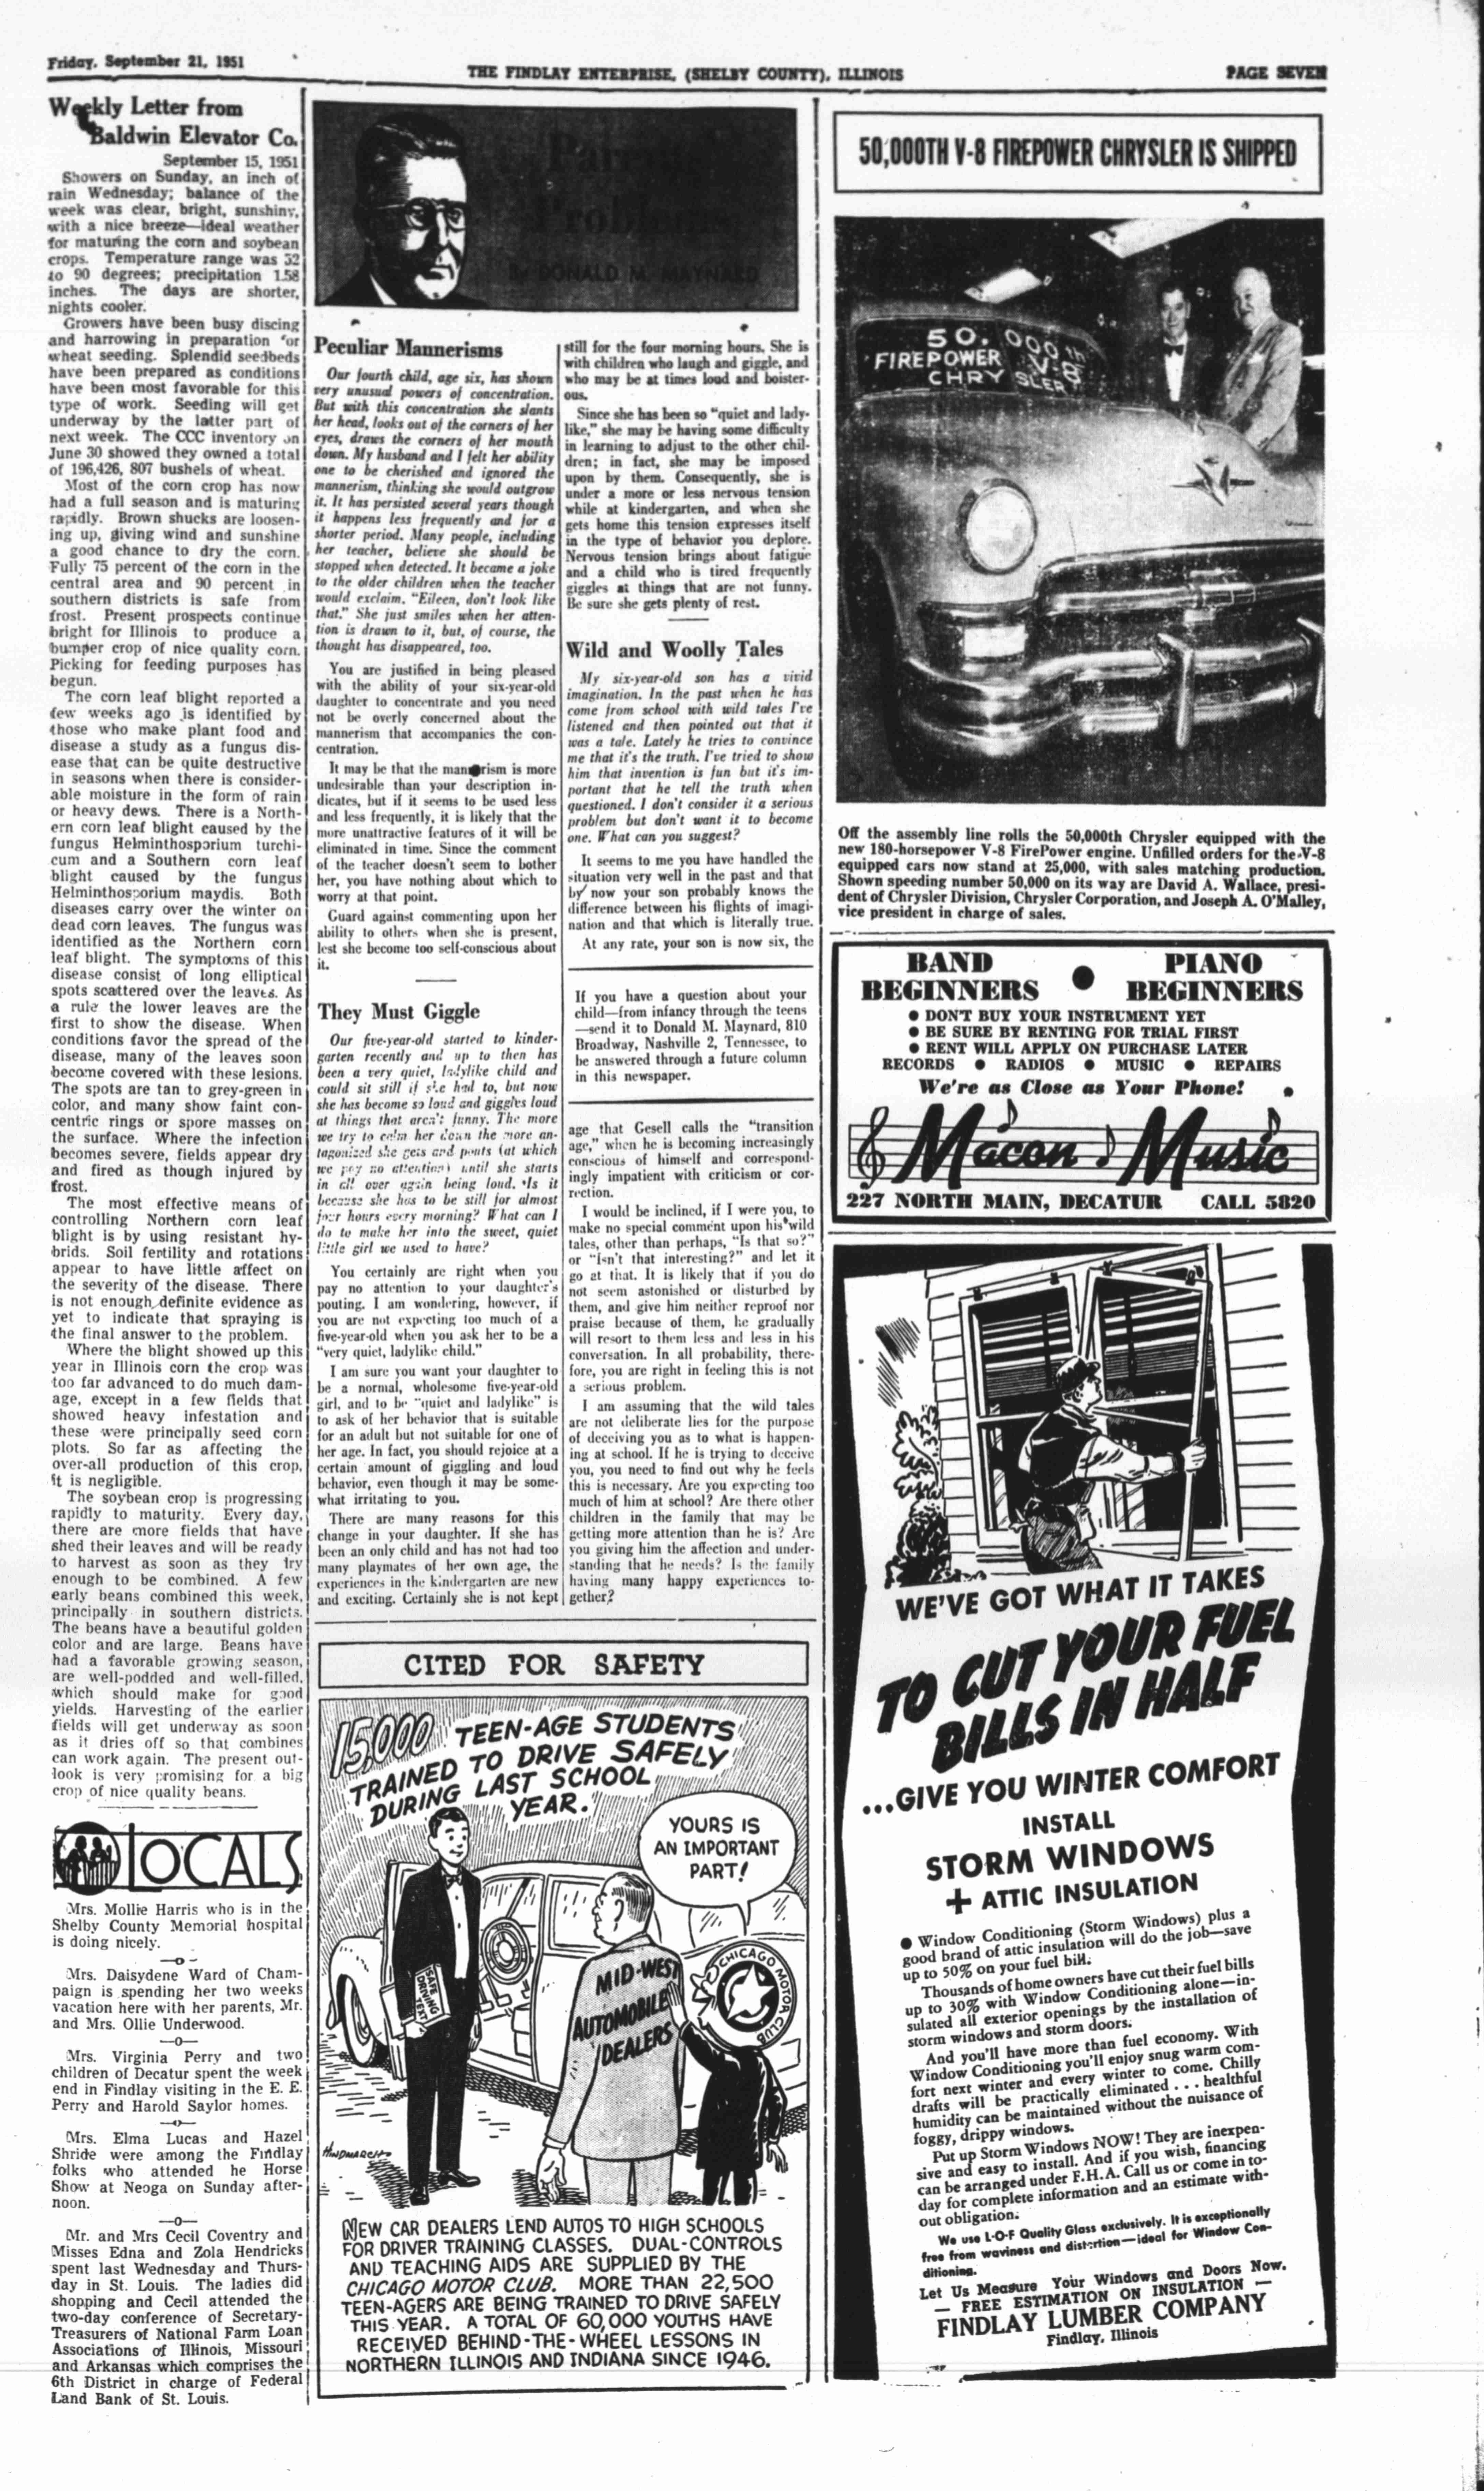 Friday, September 21, 1951
THE FINDLAY ENTERPRISE, (SHELBY COUNTY), ILLINOIS
PAGE SEVEN
Weekly Letter from
Baldwin Elevator Co.
September 15, 1951
Showers on Sunday, an inch of
rain Wednesday; balance of the
week was clear, bright, sunshiny,
with a nice breeze—ideal weather
for maturing the corn and soybean
crops. Temperature range was 52
to 90 degrees; precipitation 1.58
inches. The days are shorter,
nights cooler.
Growers have been busy discing
and harrowing in preparation for
wheat seeding. Splendid seedbeds
have been prepared as conditions
have been most favorable for this
type of work. Seeding will get
underway by the latter part of
next week. The CCC inventory on
June 30 showed they owned a total
of 196,426, 807 bushels of wheat.
Most of the corn crop has now
had a full season and is maturing
rapidly. Brown shucks are loosen-
ing up, giving wind and sunshine
a good chance to dry the corn.
Fully 75 percent of the corn in the
central area and 90 percent in
southern districts is safe from
frost. Present prospects continue
bright for Illinois to produce a
bumper crop of nice quality corn.
Picking for feeding purposes has
begun.
The corn leaf blight reported a
few weeks ago is identified by
those who make plant food and
disease a study as a fungus dis-
ease that can be quite destructive
in seasons when there is consider-
able moisture in the form of rain
or heavy dews. There is a North-
ern corn leaf blight caused by the
fungus Helminthosporium turchi-
cum and a Southern corn leaf
blight caused by the fungus
Helminthosporium maydis. Both
diseases carry over the winter on
dead corn leaves. The fungus was
identified as the Northern corn
leaf blight. The symptoms of this
disease consist of long elliptical
spots scattered over the leaves. As
a rule the lower leaves are the
first to show the disease. When
conditions favor the spread of the
disease, many of the leaves soon
become covered with these lesions.
The spots are tan to grey-green in
color, and many show faint con-
centric rings or spore masses on
the surface. Where the infection
becomes severe, fields appear dry
and fired as though injured by
frost.
The most effective means of
controlling Northern corn leaf
blight is by using resistant hy-
brids. Soil fertility and rotations
appear to have little affect on
the severity of the disease. There
is not enough definite evidence as
yet to indicate that spraying is
the final answer to the problem.
Where the blight showed up this
year in Illinois corn the crop was
too far advanced to do much dam-
age, except in a few fields that
showed heavy infestation and
these were principally seed corn
plots. So far as affecting the
over-all production of this crop,
it is negligible.
The soybean crop is progressing
rapidly to maturity. Every day,
there are more fields that have
shed their leaves and will be ready
to harvest as soon as they dry
enough to be combined. A few
early beans combined this week,
principally in southern districts.
The beans have a beautiful golden
color and are large. Beans have
had a favorable growing season,
are well-podded and well-filled,
which should make for good
yields. Harvesting of the earlier
fields will get underway as soon
as it dries off so that combines
can work again. The present out-
look is very promising for a big
crop of nice quality beans.
LOCALS
Mrs. Mollie Harris who is in the
Shelby County Memorial hospital
is doing nicely.
—o—
Mrs. Daisydene Ward of Cham-
paign is spending her two weeks
vacation here with her parents, Mr.
and Mrs. Ollie Underwood.
—o—
Mrs. Virginia Perry and two
children of Decatur spent the week
end in Findlay visiting in the E. E.
Perry and Harold Saylor homes.
—o—
Mrs. Elma Lucas and Hazel
Shride were among the Findlay
folks who attended he Horse
Show at Neoga on Sunday after-
noon.
—o—
Mr. and Mrs Cecil Coventry and
Misses Edna and Zola Hendricks
spent last Wednesday and Thurs-
day in St. Louis. The ladies did
shopping and Cecil attended the
two-day conference of Secretary-
Treasurers of National Farm Loan
Associations of Illinois, Missouri
and Arkansas which comprises the
6th District in charge of Federal
Land Bank of St. Louis.
Parents'
Problems
By DONALD M. MAYNARD
Peculiar Mannerisms
Our fourth child, age six, has shown
very unusual powers of concentration.
But with this concentration she slants
her head, looks out of the corners of her
eyes, draws the corners of her mouth
down. My husband and I felt her ability
one to be cherished and ignored the
mannerism, thinking she would outgrow
it. It has persisted several years though
it happens less frequently and for a
shorter period. Many people, including
her teacher, believe she should be
stopped when detected. It became a joke
to the older children when the teacher
would exclaim, "Eileen, don't look like
that." She just smiles when her atten-
tion is drawn to it, but, of course, the
thought has disappeared, too.
You are justified in being pleased
with the ability of your six-year-old
daughter to concentrate and you need
not be overly concerned about the
mannerism that accompanies the con-
centration.
It may be that the mannerism is more
undesirable than your description in-
dicates, but if it seems to be used less
and less frequently, it is likely that the
more unattractive features of it will be
eliminated in time. Since the comment
of the teacher doesn't seem to bother
her, you have nothing about which to
worry at that point.
Guard against commenting upon her
ability to others when she is present,
lest she become too self-conscious about
it.
They Must Giggle
Our five-year-old started to kinder-
garten recently and up to then has
been a very quiet, ladylike child and
could sit still if she had to, but now
she has become so loud and giggles loud
at things that aren't funny. The more
we try to calm her down the more an-
tagonized she gets and pouts (at which
we pay no attention) until she starts
in all over again being loud. Is it
because she has to be still for almost
four hours every morning? What can I
do to make her into the sweet, quiet
little girl we used to have?
You certainly are right when you
pay no attention to your daughter's
pouting. I am wondering, however, if
you are not expecting too much of a
five-year-old when you ask her to be a
"very quiet, ladylike child."
I am sure you want your daughter to
be a normal, wholesome five-year-old
girl, and to be "quiet and ladylike" is
to ask of her behavior that is suitable
for an adult but not suitable for one of
her age. In fact, you should rejoice at a
certain amount of giggling and loud
behavior, even though it may be some-
what irritating to you.
There are many reasons for this
change in your daughter. If she has
been an only child and has not had too
many playmates of her own age, the
experiences in the kindergarten are new
and exciting. Certainly she is not kept
still for the four morning hours. She is
with children who laugh and giggle, and
who may be at times loud and boister-
ous.
Since she has been so "quiet and lady-
like," she may be having some difficulty
in learning to adjust to the other chil-
dren; in fact, she may be imposed
upon by them. Consequently, she is
under a more or less nervous tension
while at kindergarten, and when she
gets home this tension expresses itself
in the type of behavior you deplore.
Nervous tension brings about fatigue
and a child who is tired frequently
giggles at things that are not funny.
Be sure she gets plenty of rest.
Wild and Woolly Tales
My six-year-old son has a vivid
imagination. In the past when he has
come from school with wild tales I've
listened and then pointed out that it
was a tale. Lately he tries to convince
me that it's the truth. I've tried to show
him that invention is fun but it's im-
portant that he tell the truth when
questioned. I don't consider it a serious
problem but don't want it to become
one. What can you suggest?
It seems to me you have handled the
situation very well in the past and that
by now your son probably knows the
difference between his flights of imagi-
nation and that which is literally true.
At any rate, your son is now six, the
If you have a question about your
child—from infancy through the teens
—send it to Donald M. Maynard, 810
Broadway, Nashville 2, Tennessee, to
be answered through a future column
in this newspaper.
age that Gesell calls the "transition
age," when he is becoming increasingly
conscious of himself and correspond-
ingly impatient with criticism or cor-
rection.
I would be inclined, if I were you, to
make no special comment upon his wild
tales, other than perhaps, "Is that so?"
or "Isn't that interesting?" and let it
go at that. It is likely that if you do
not seem astonished or disturbed by
them, and give him neither reproof nor
praise because of them, he gradually
will resort to them less and less in his
conversation. In all probability, there-
fore, you are right in feeling this is not
a serious problem.
I am assuming that the wild tales
are not deliberate lies for the purpose
of deceiving you as to what is happen-
ing at school. If he is trying to deceive
you, you need to find out why he feels
this is necessary. Are you expecting too
much of him at school? Are there other
children in the family that may be
getting more attention than he is? Are
you giving him the affection and under-
standing that he needs? Is the family
having many happy experiences to-
gether?
CITED FOR SAFETY
15,000 TEEN-AGE STUDENTS
TRAINED TO DRIVE SAFELY
DURING LAST SCHOOL
YEAR.
YOURS IS
AN IMPORTANT
PART!
SAFE
DRIVING
TEXT
MID-WEST
AUTOMOBILE
DEALERS
CHICAGO MOTOR CLUB
HINDMARCH
NEW CAR DEALERS LEND AUTOS TO HIGH SCHOOLS
FOR DRIVER TRAINING CLASSES. DUAL-CONTROLS
AND TEACHING AIDS ARE SUPPLIED BY THE
CHICAGO MOTOR CLUB. MORE THAN 22,500
TEEN-AGERS ARE BEING TRAINED TO DRIVE SAFELY
THIS YEAR. A TOTAL OF 60,000 YOUTHS HAVE
RECEIVED BEHIND-THE-WHEEL LESSONS IN
NORTHERN ILLINOIS AND INDIANA SINCE 1946.
50,000TH V-8 FIREPOWER CHRYSLER IS SHIPPED
50,000th
FIREPOWER V-8
CHRYSLER
Off the assembly line rolls the 50,000th Chrysler equipped with the
new 180-horsepower V-8 FirePower engine. Unfilled orders for the V-8
equipped cars now stand at 25,000, with sales matching production.
Shown speeding number 50,000 on its way are David A. Wallace, presi-
dent of Chrysler Division, Chrysler Corporation, and Joseph A. O'Malley,
vice president in charge of sales.
BAND ● PIANO
BEGINNERS BEGINNERS
● DON'T BUY YOUR INSTRUMENT YET
● BE SURE BY RENTING FOR TRIAL FIRST
● RENT WILL APPLY ON PURCHASE LATER
RECORDS ● RADIOS ● MUSIC ● REPAIRS
We're as Close as Your Phone!
Macon Music
227 NORTH MAIN, DECATUR CALL 5820
WE'VE GOT WHAT IT TAKES
TO CUT YOUR FUEL
BILLS IN HALF
...GIVE YOU WINTER COMFORT
INSTALL
STORM WINDOWS
+ ATTIC INSULATION
● Window Conditioning (Storm Windows) plus a
good brand of attic insulation will do the job—save
up to 50% on your fuel bill.
Thousands of home owners have cut their fuel bills
up to 30% with Window Conditioning alone—in-
sulated all exterior openings by the installation of
storm windows and storm doors.
And you'll have more than fuel economy. With
Window Conditioning you'll enjoy snug warm com-
fort next winter and every winter to come. Chilly
drafts will be practically eliminated . . . healthful
humidity can be maintained without the nuisance of
foggy, drippy windows.
Put up Storm Windows NOW! They are inexpen-
sive and easy to install. And if you wish, financing
can be arranged under F.H.A. Call us or come in to-
day for complete information and an estimate with-
out obligation.
We use L·O·F Quality Glass exclusively. It is exceptionally
free from waviness and distortion—ideal for Window Con-
ditioning.
Let Us Measure Your Windows and Doors Now.
— FREE ESTIMATION ON INSULATION —
FINDLAY LUMBER COMPANY
Findlay, Illinois